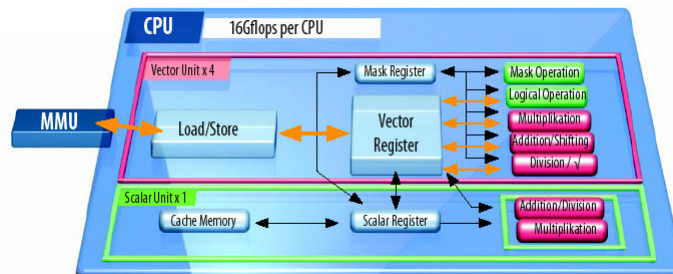 CPU
16Gflops per CPU
Vector Unit x 4
Mask Register
Mask Operation
Logical Operation
MMU
Load/Store
Vector
Register
Multiplikation
Addition/Shifting
Division / √
Scalar Unit x 1
Cache Memory
Scalar Register
Addition/Division
Multiplikation